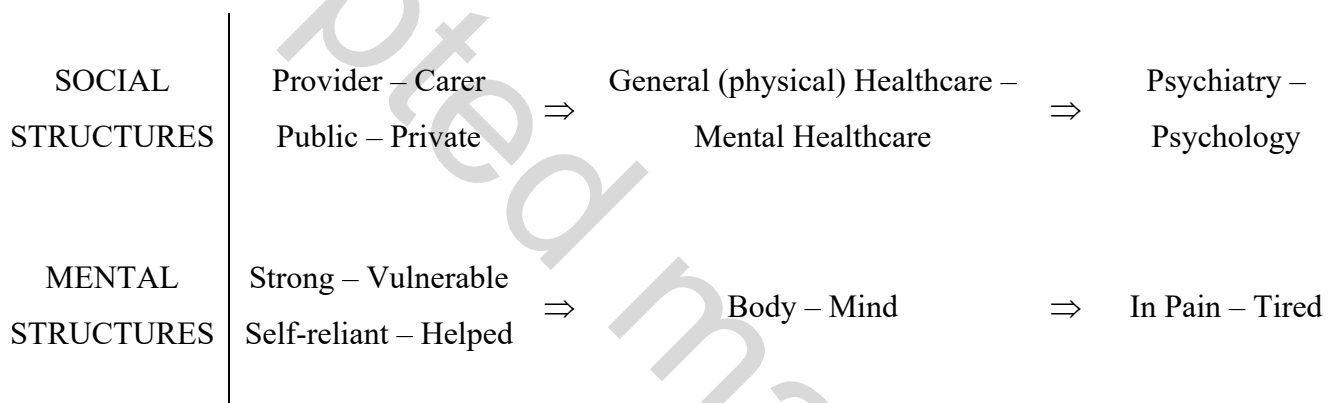 SOCIAL STRUCTURES
Provider – Carer
Public – Private
⇒
General (physical) Healthcare –
Mental Healthcare
⇒
Psychiatry –
Psychology
MENTAL STRUCTURES
Strong – Vulnerable
Self-reliant – Helped
⇒
Body – Mind
⇒
In Pain – Tired